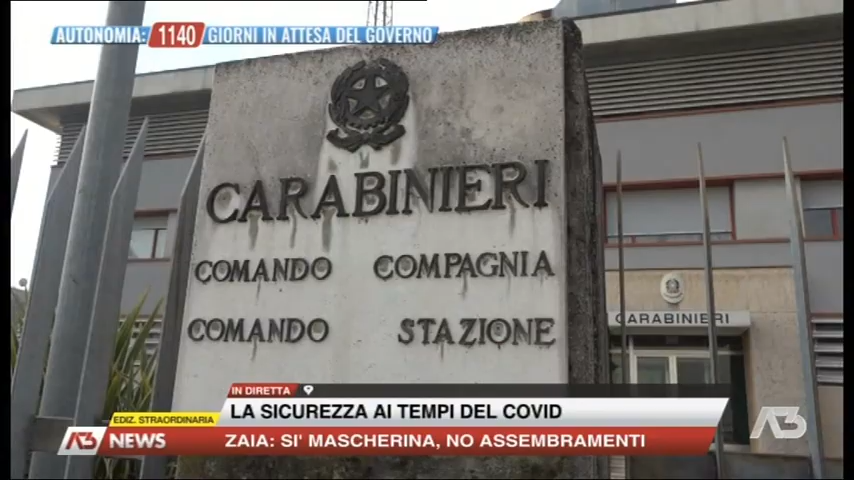 AUTONOMIA: 1140 GIORNI IN ATTESA DEL GOVERNO
CARABINIERI
COMANDO COMPAGNIA
COMANDO STAZIONE
CARABINIERI
IN DIRETTA
LA SICUREZZA AI TEMPI DEL COVID
EDIZ. STRAORDINARIA
A3 NEWS
ZAIA: SI' MASCHERINA, NO ASSEMBRAMENTI
A3